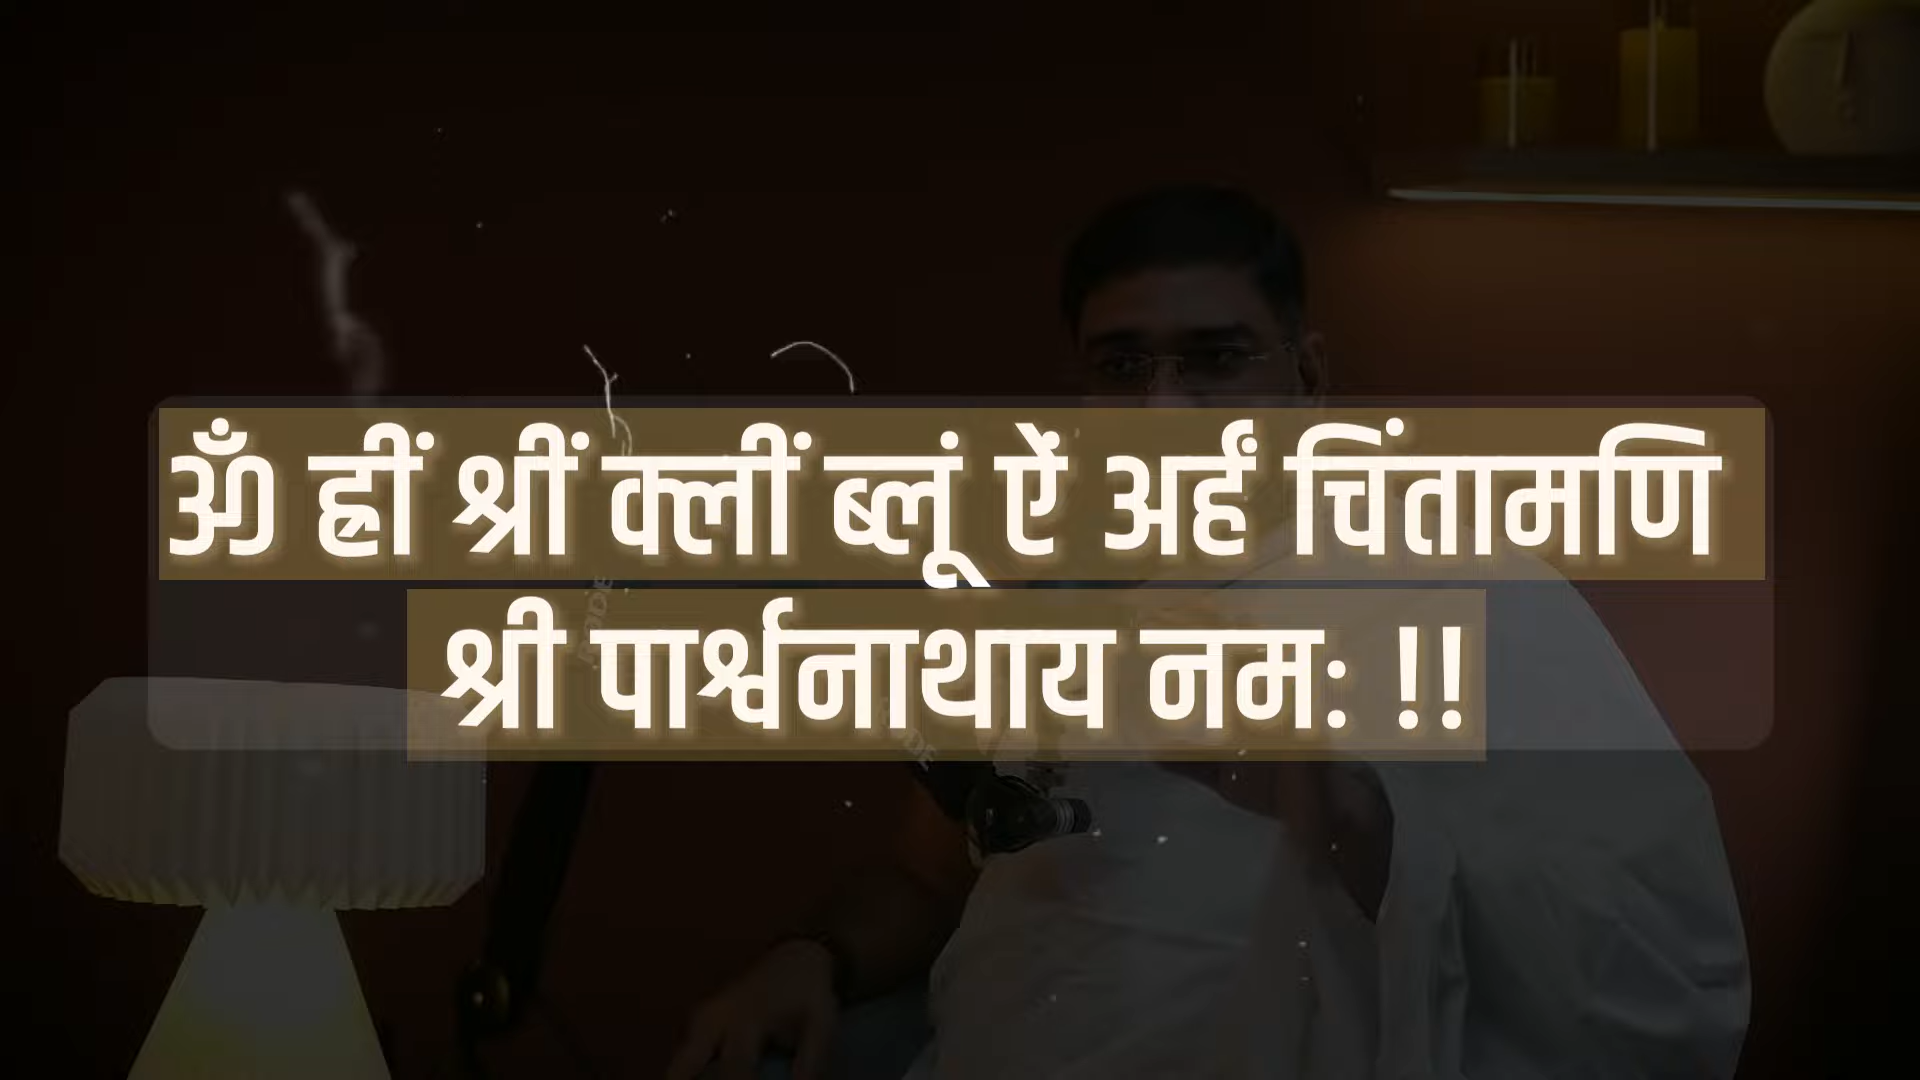 ॐ ह्रीं श्रीं क्लीं ब्लूं ऐं अर्हं चिंतामणि
श्री पार्श्वनाथाय नमः !!